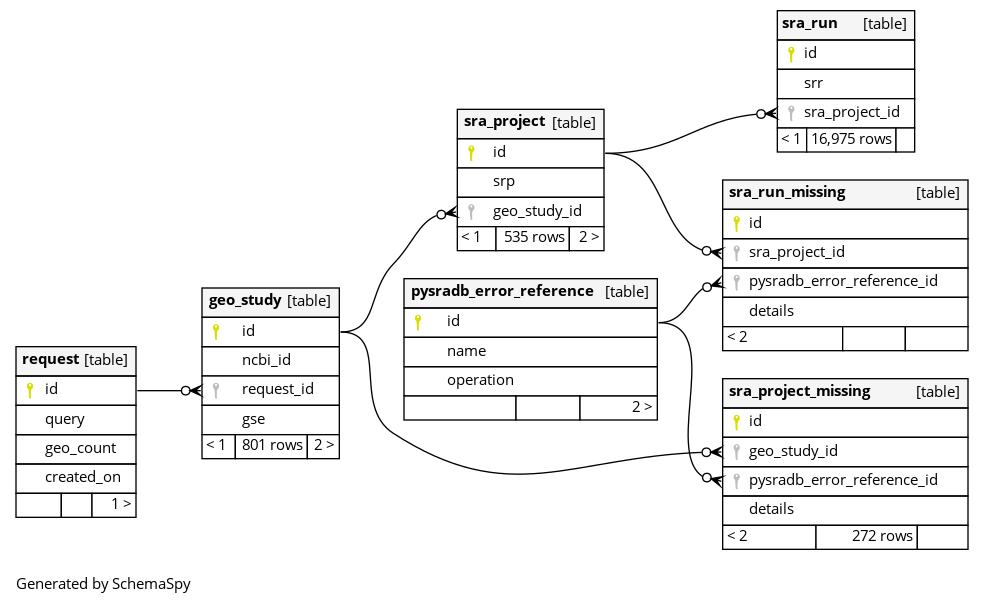 sra_run [table]
id
srr
sra_project_id
< 1 16,975 rows
sra_project [table]
id
srp
geo_study_id
< 1 535 rows 2 >
sra_run_missing [table]
id
sra_project_id
pysradb_error_reference_id
details
< 2
geo_study [table]
id
ncbi_id
request_id
gse
< 1 801 rows 2 >
pysradb_error_reference [table]
id
name
operation
2 >
request [table]
id
query
geo_count
created_on
1 >
sra_project_missing [table]
id
geo_study_id
pysradb_error_reference_id
details
< 2 272 rows
Generated by SchemaSpy